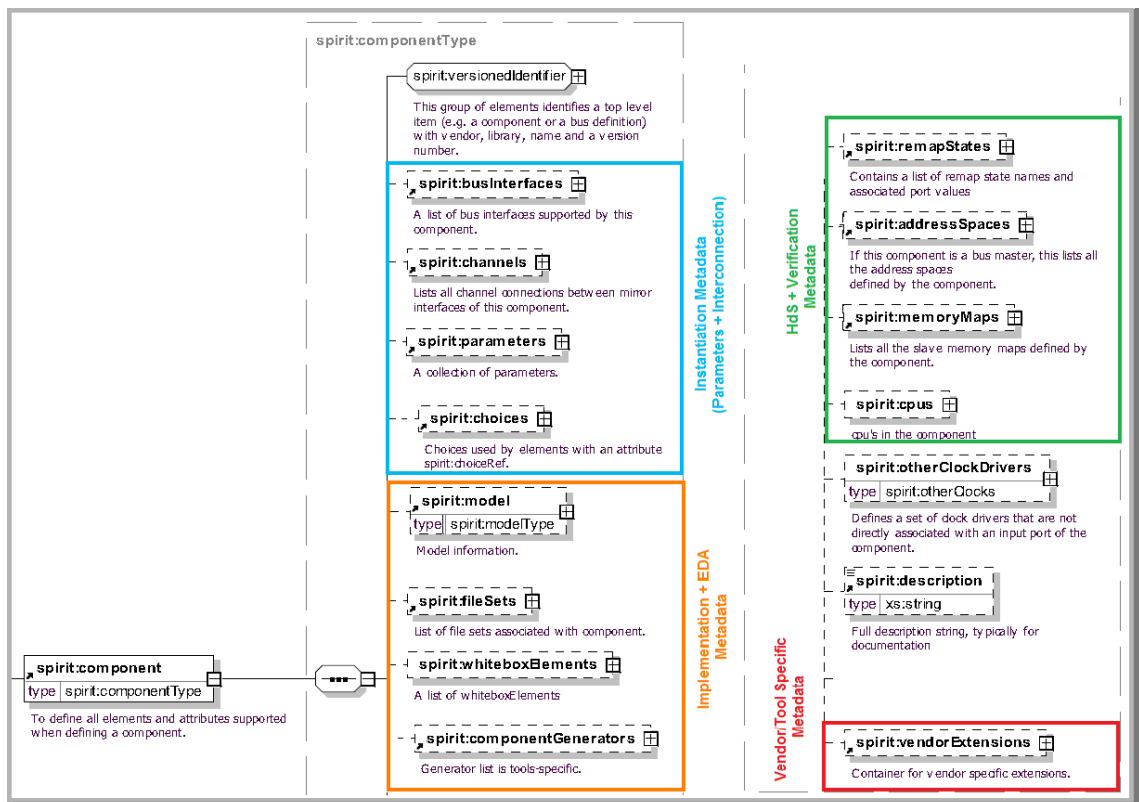 spirit:componentType
spirit:versionedIdentifier
This group of elements identifies a top level
item (e.g. a component or a bus definition)
with vendor, library, name and a version
number.
spirit:busInterfaces
A list of bus interfaces supported by this
component.
spirit:channels
Lists all channel connections between mirror
interfaces of this component.
spirit:parameters
A collection of parameters.
spirit:choices
Choices used by elements with an attribute
spirit:choiceRef.
Instantiation Metadata
(Parameters + Interconnection)
spirit:model
type spirit:modelType
Model information.
spirit:fileSets
List of file sets associated with component.
spirit:whiteboxElements
A list of whiteboxElements
spirit:componentGenerators
Generator list is tools-specific.
Implementation + EDA
Metadata
spirit:component
type spirit:componentType
To define all elements and attributes supported
when defining a component.
spirit:remapStates
Contains a list of remap state names and
associated port values
spirit:addressSpaces
If this component is a bus master, this lists all
the address spaces
defined by the component.
spirit:memoryMaps
Lists all the slave memory maps defined by
the component.
spirit:cpus
cpu's in the component
HdS + Verification
Metadata
spirit:otherClockDrivers
type spirit:otherClocks
Defines a set of clock drivers that are not
directly associated with an input port of the
component.
spirit:description
type xs:string
Full description string, typically for
documentation
spirit:vendorExtensions
Container for vendor specific extensions.
Vendor/Tool Specific
Metadata